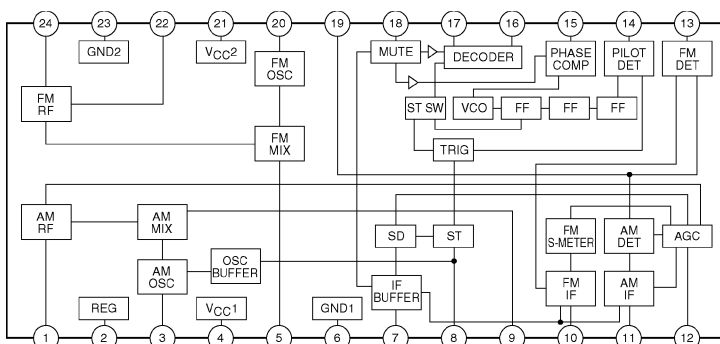 24 23 22 21 20 19 18 17 16 15 14 13
GND2
VCC2
MUTE
DECODER
PHASE
COMP
PILOT
DET
FM
DET
FM
OSC
FM
RF
ST SW
VCO
FF
FF
FF
FM
MIX
TRIG
AM
RF
AM
MIX
SD
ST
FM
S-METER
AM
DET
AGC
OSC
BUFFER
AM
OSC
IF
BUFFER
FM
IF
AM
IF
REG
VCC1
GND1
1 2 3 4 5 6 7 8 9 10 11 12